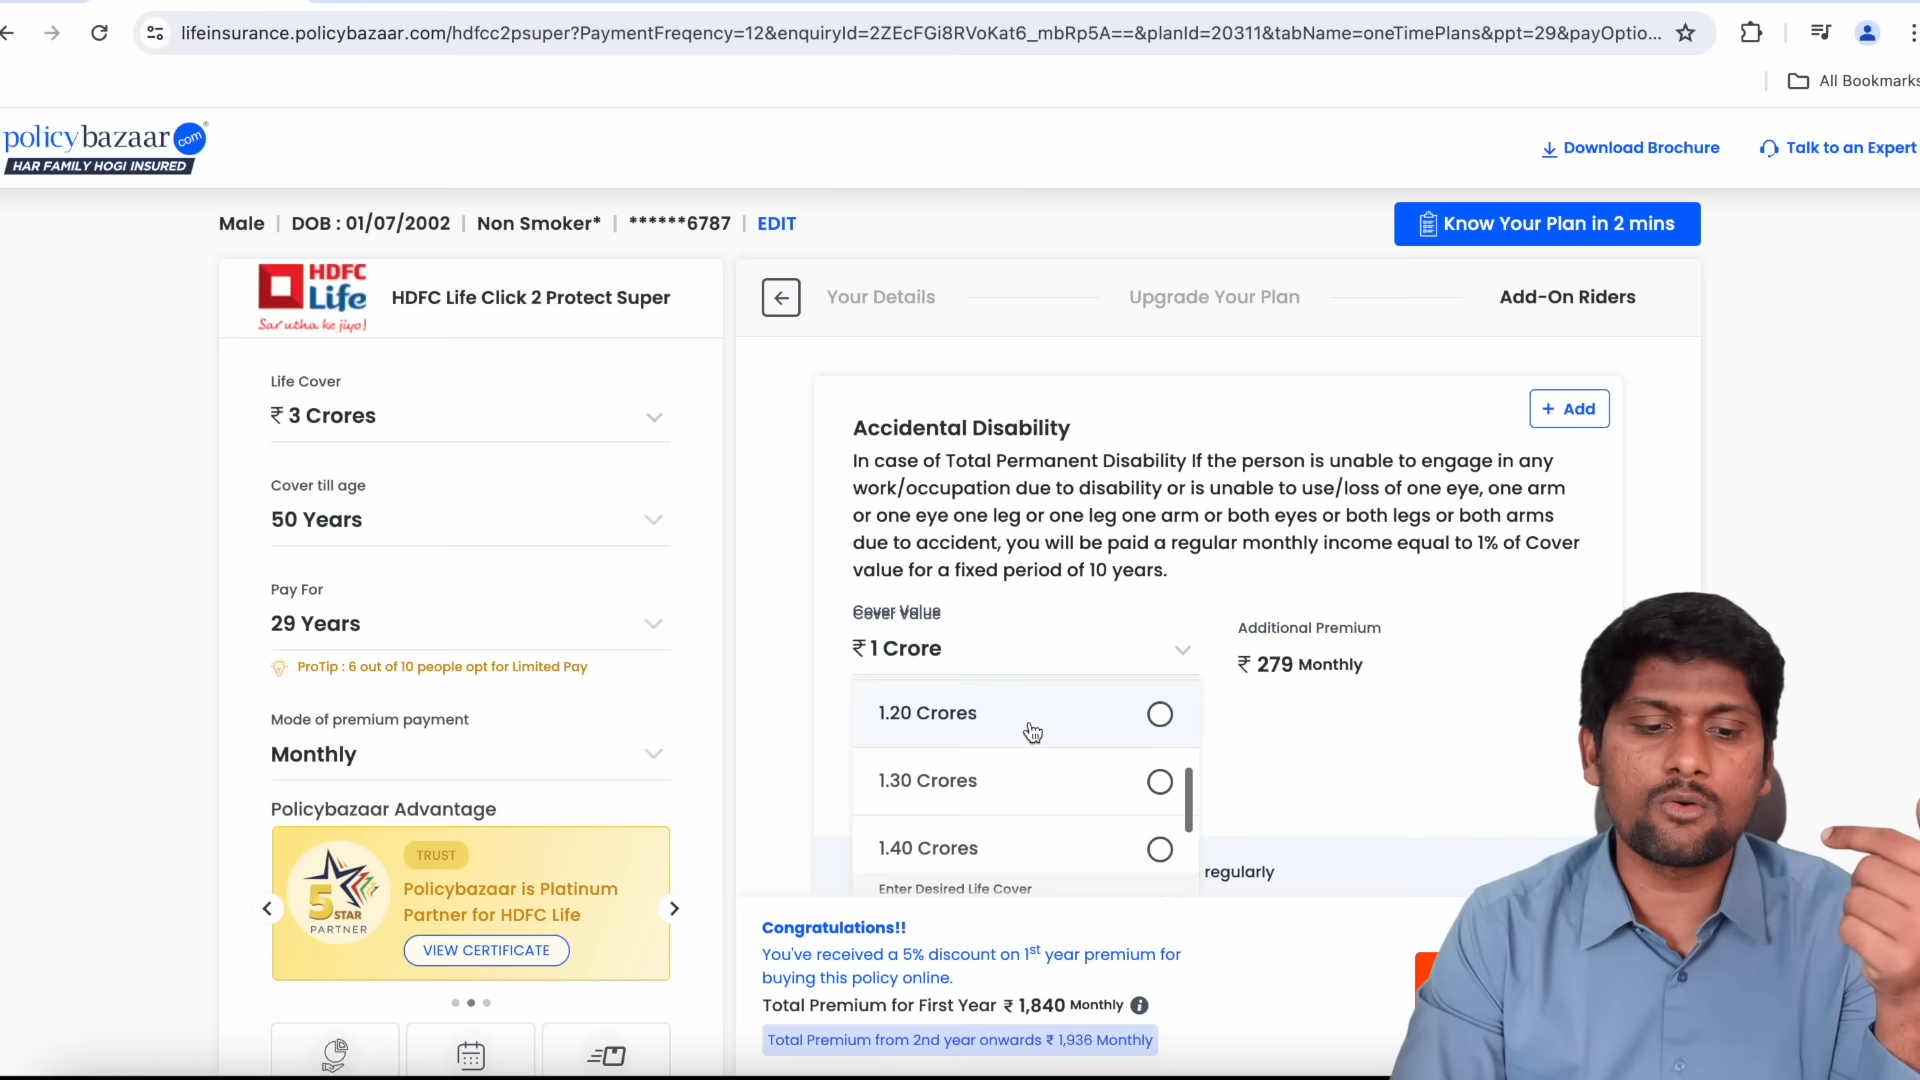 lifeinsurance.policybazaar.com/hdfcc2psuper?PaymentFreqency=12&enquiryId=2ZEcFGi8RVoKat6_mbRp5A==&planId=20311&tabName=oneTimePlans&ppt=29&payOptio...
All Bookmarks
policybazaar.com
HAR FAMILY HOGI INSURED
Download Brochure
Talk to an Expert
Male | DOB : 01/07/2002 | Non Smoker* | ******6787 | EDIT
Know Your Plan in 2 mins
HDFC Life
Sar utha ke jiyo!
HDFC Life Click 2 Protect Super
Your Details
Upgrade Your Plan
Add-On Riders
Life Cover
₹ 3 Crores
Cover till age
50 Years
Pay For
29 Years
ProTip : 6 out of 10 people opt for Limited Pay
Mode of premium payment
Monthly
Policybazaar Advantage
5 STAR
PARTNER
TRUST
Policybazaar is Platinum
Partner for HDFC Life
VIEW CERTIFICATE
+ Add
Accidental Disability
In case of Total Permanent Disability If the person is unable to engage in any
work/occupation due to disability or is unable to use/loss of one eye, one arm
or one eye one leg or one leg one arm or both eyes or both legs or both arms
due to accident, you will be paid a regular monthly income equal to 1% of Cover
value for a fixed period of 10 years.
Cover Value
Cover Value
₹ 1 Crore
Additional Premium
₹ 279 Monthly
1.20 Crores
1.30 Crores
1.40 Crores
Enter Desired Life Cover
regularly
Congratulations!!
You've received a 5% discount on 1st year premium for
buying this policy online.
Total Premium for First Year ₹ 1,840 Monthly
Total Premium from 2nd year onwards ₹ 1,936 Monthly